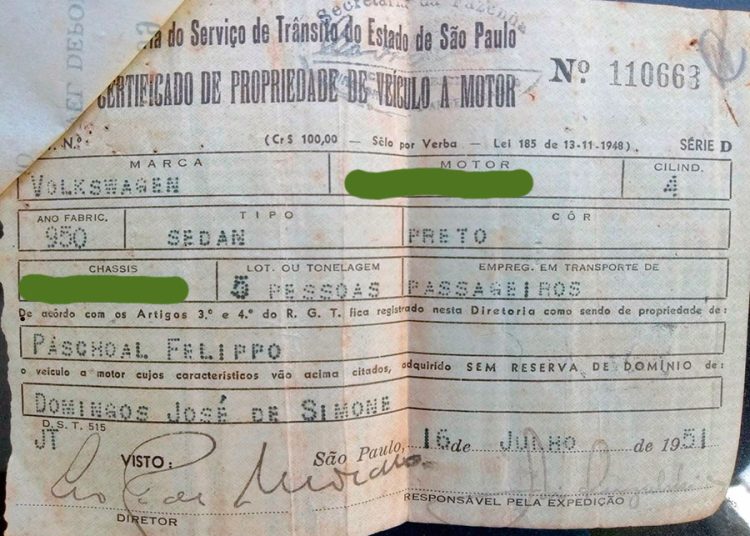 Secretaria da Fazenda
ia do Serviço de Trânsito do Estado de São Paulo
CERTIFICADO DE PROPRIEDADE DE VEÍCULO A MOTOR
Nº 110663
N.º (Cr$ 100,00 — Sêlo por Verba — Lei 185 de 13-11-1948) SÉRIE D
MARCA MOTOR CILIND.
VOLKSWAGEN 4
ANO FABRIC. TIPO CÔR
950 SEDAN PRETO
CHASSIS LOT. OU TONELAGEM EMPREG. EM TRANSPORTE DE
5 PESSOAS PASSAGEIROS
De acôrdo com os Artigos 3.º e 4.º do R. G. T. fica registrado nesta Diretoria como sendo de propriedade de:
PASCHOAL FELIPPO
o veículo a motor cujos característicos vão acima citados, adquirido SEM RESERVA DE DOMÍNIO de:
DOMINGOS JOSÉ DE SIMONE
D. S. T. 515
JT São Paulo, 16 de JUNHO de 1951
VISTO:
DIRETOR
RESPONSÁVEL PELA EXPEDIÇÃO